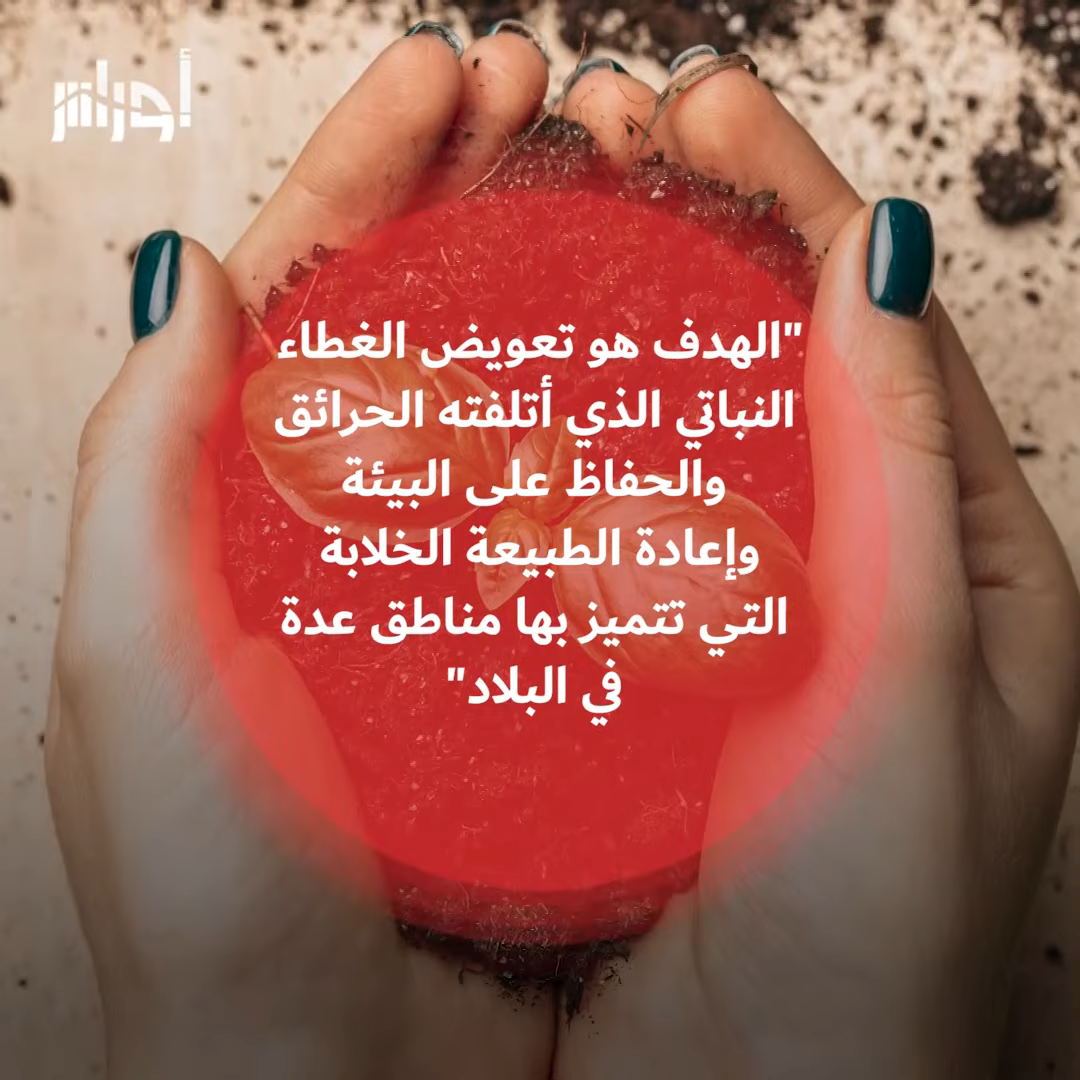 أوراس
"الهدف هو تعويض الغطاء
النباتي الذي أتلفته الحرائق
والحفاظ على البيئة
وإعادة الطبيعة الخلابة
التي تتميز بها مناطق عدة
في البلاد"